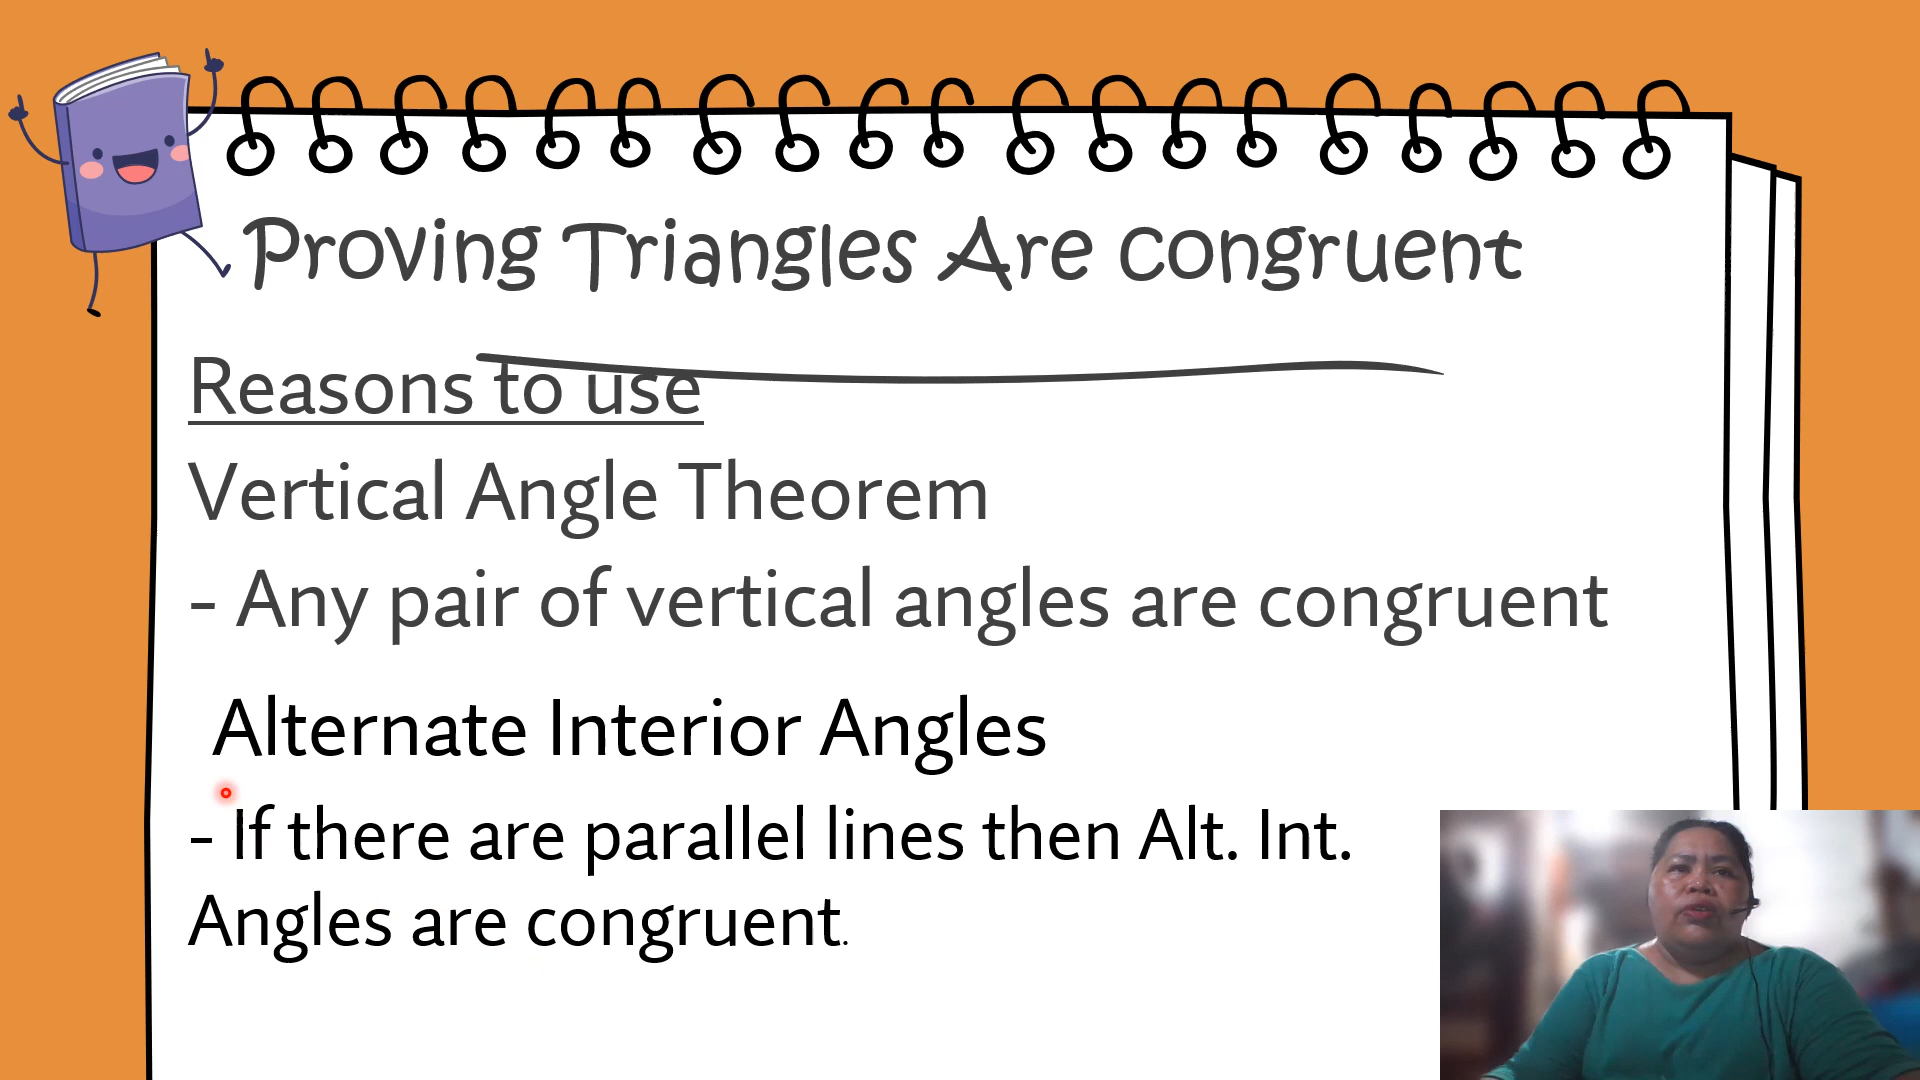 Proving Triangles Are congruent
Reasons to use
Vertical Angle Theorem
- Any pair of vertical angles are congruent
Alternate Interior Angles
- If there are parallel lines then Alt. Int.
Angles are congruent.